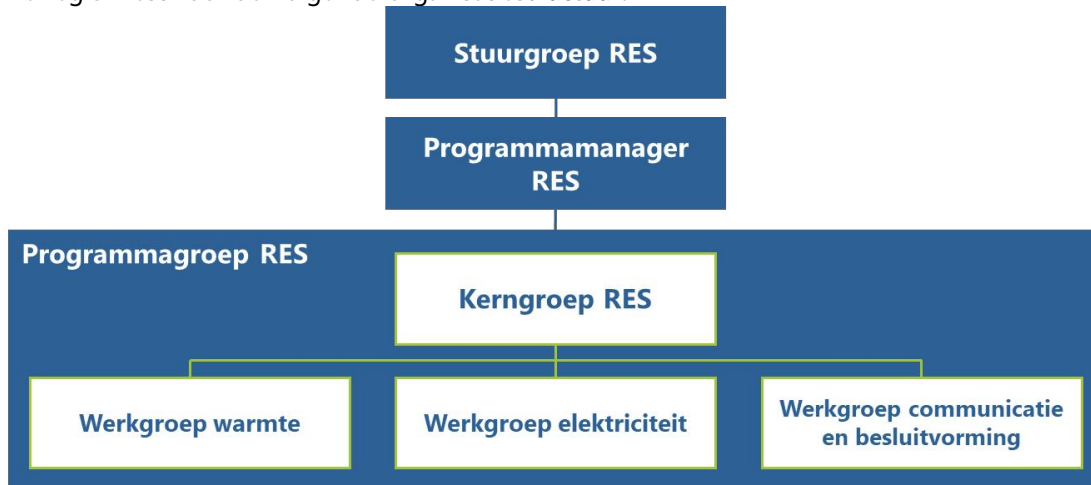 Stuurgroep RES
Programmamanager
RES
Programmagroep RES
Kerngroep RES
Werkgroep warmte
Werkgroep elektriciteit
Werkgroep communicatie
en besluitvorming